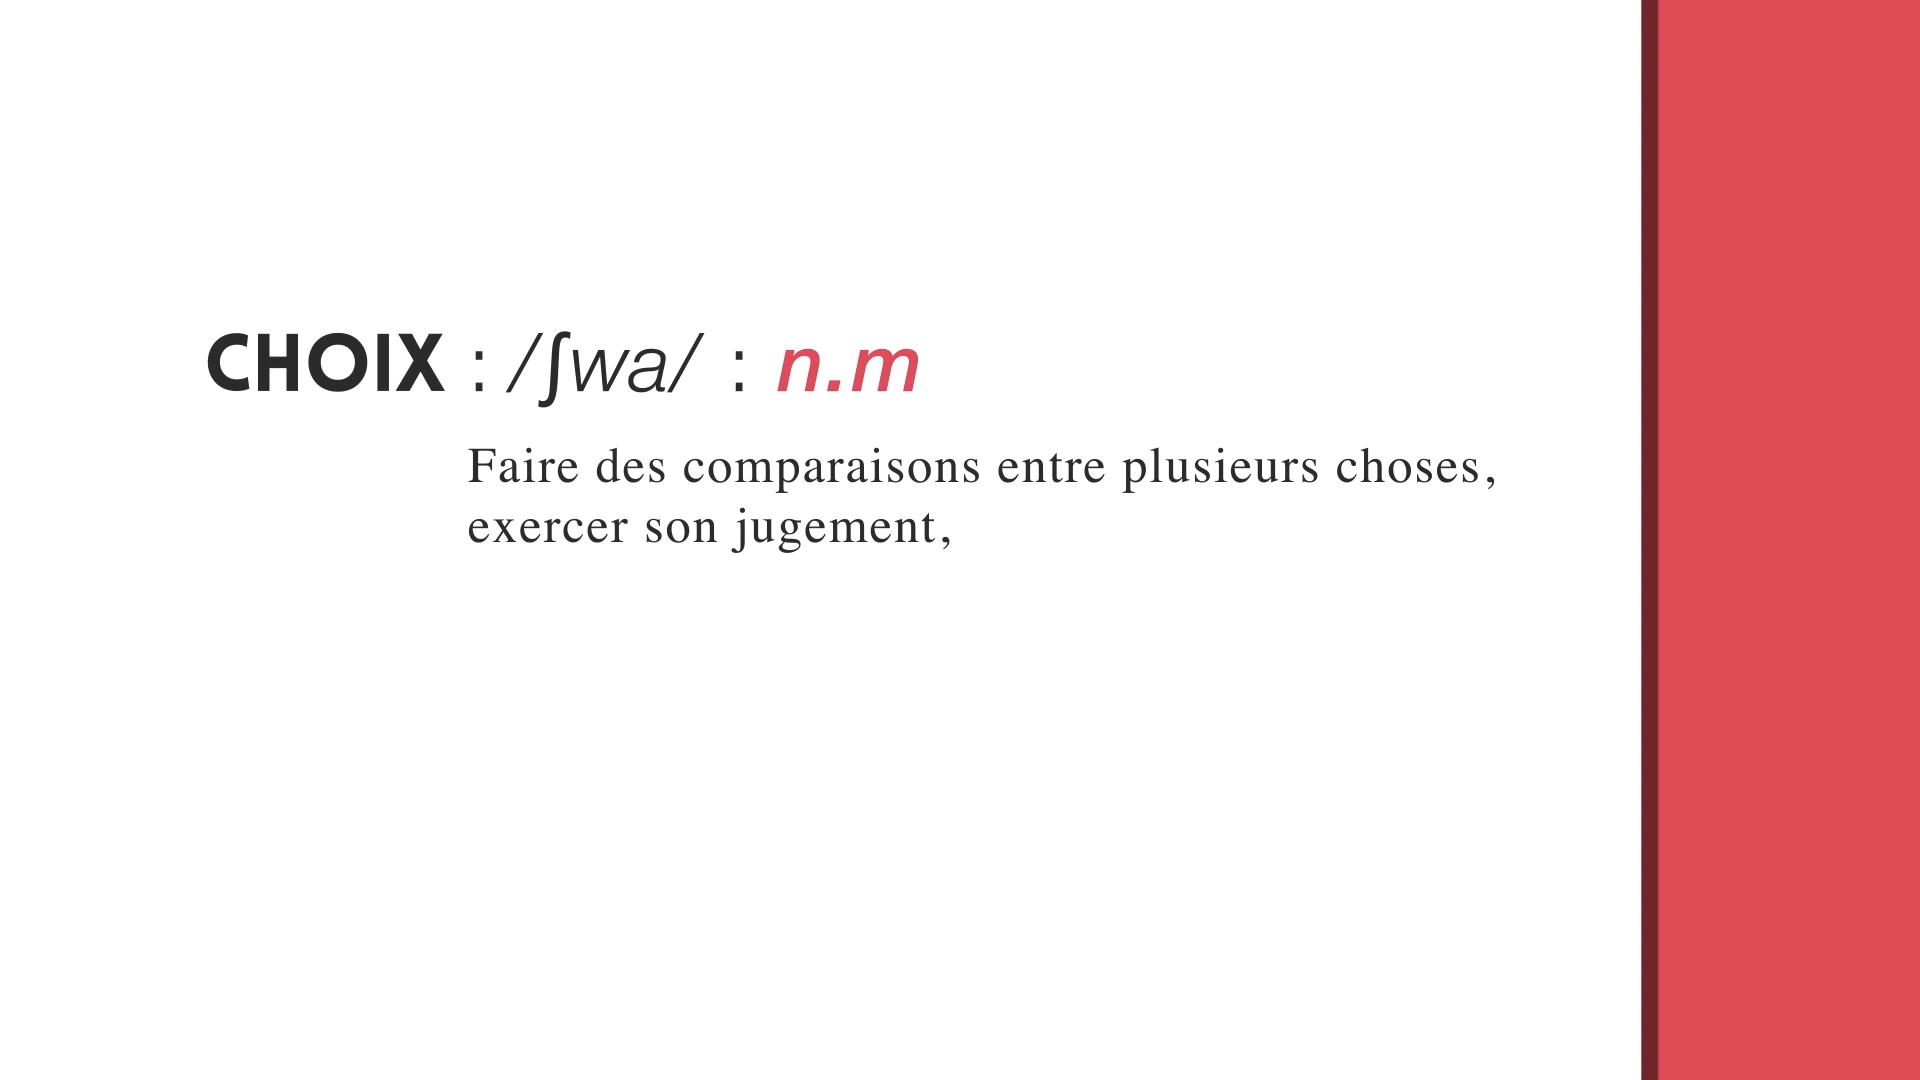 CHOIX : /ʃwa/ : n.m
Faire des comparaisons entre plusieurs choses,
exercer son jugement,